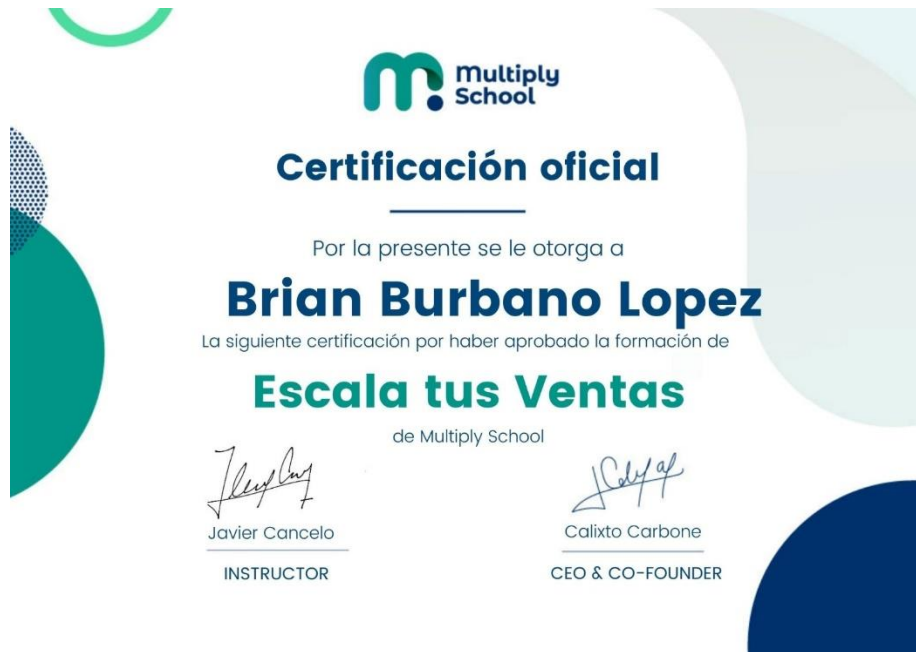 multiply
school
Certificación oficial
Por la presente se le otorga a
Brian Burbano Lopez
La siguiente certificación por haber aprobado la formación de
Escala tus Ventas
de Multiply School
Javier Cancelo
INSTRUCTOR
Calixto Carbone
CEO & CO-FOUNDER